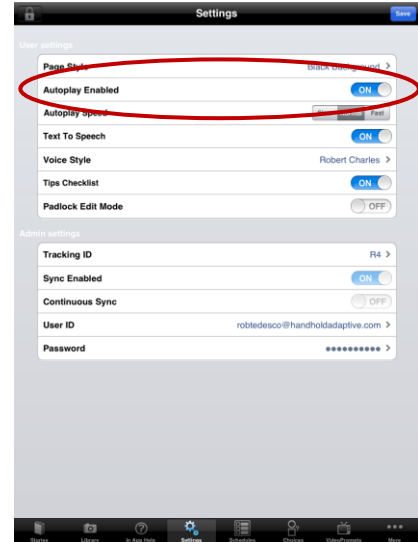 Settings
Save
User settings
Page Style Black Background
Autoplay Enabled ON
Autoplay Speed Fast
Text To Speech ON
Voice Style Robert Charles
Tips Checklist ON
Padlock Edit Mode OFF
Admin settings
Tracking ID R4
Sync Enabled ON
Continuous Sync OFF
User ID robtedesco@handholdadaptive.com
Password
Stories Library In App Help Settings Schedules Choices VideoPrompts More